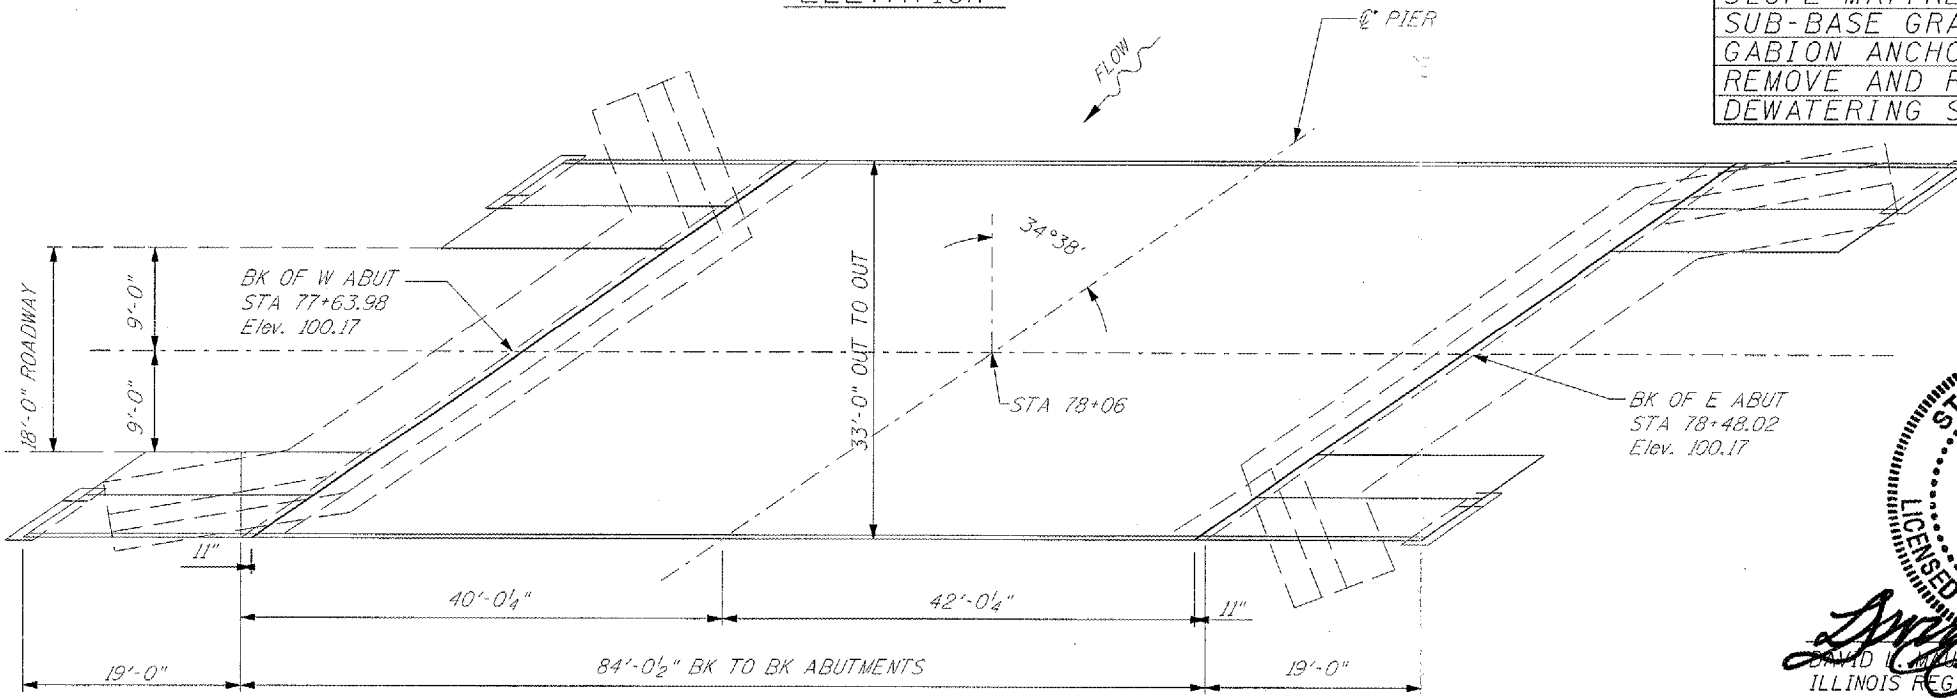 ELEVATION
℄ PIER
FLOW
SUB-BASE GRA
GABION ANCHO
REMOVE AND
DEWATERING S
34°38'
BK OF W ABUT
STA 77+63.98
Elev. 100.17
18'-0" ROADWAY
9'-0"
9'-0"
33'-0" OUT TO OUT
STA 78+06
BK OF E ABUT
STA 78+48.02
Elev. 100.17
11"
40'-0¼"
42'-0¼"
11"
19'-0"
84'-0½" BK TO BK ABUTMENTS
19'-0"
ST
LICENSED
DAVID L.
ILLINOIS REG